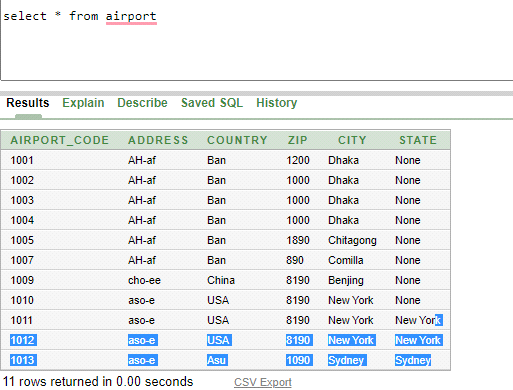 select * from airport
Results Explain Describe Saved SQL History
AIRPORT_CODE ADDRESS COUNTRY ZIP CITY STATE
1001 AH-af Ban 1200 Dhaka None
1002 AH-af Ban 1000 Dhaka None
1003 AH-af Ban 1000 Dhaka None
1004 AH-af Ban 1000 Dhaka None
1005 AH-af Ban 1890 Chitagong None
1007 AH-af Ban 890 Comilla None
1009 cho-ee China 8190 Benjing None
1010 aso-e USA 8190 New York None
1011 aso-e USA 8190 New York New York
1012 aso-e USA 8190 New York New York
1013 aso-e Asu 1090 Sydney Sydney
11 rows returned in 0.00 seconds CSV Export